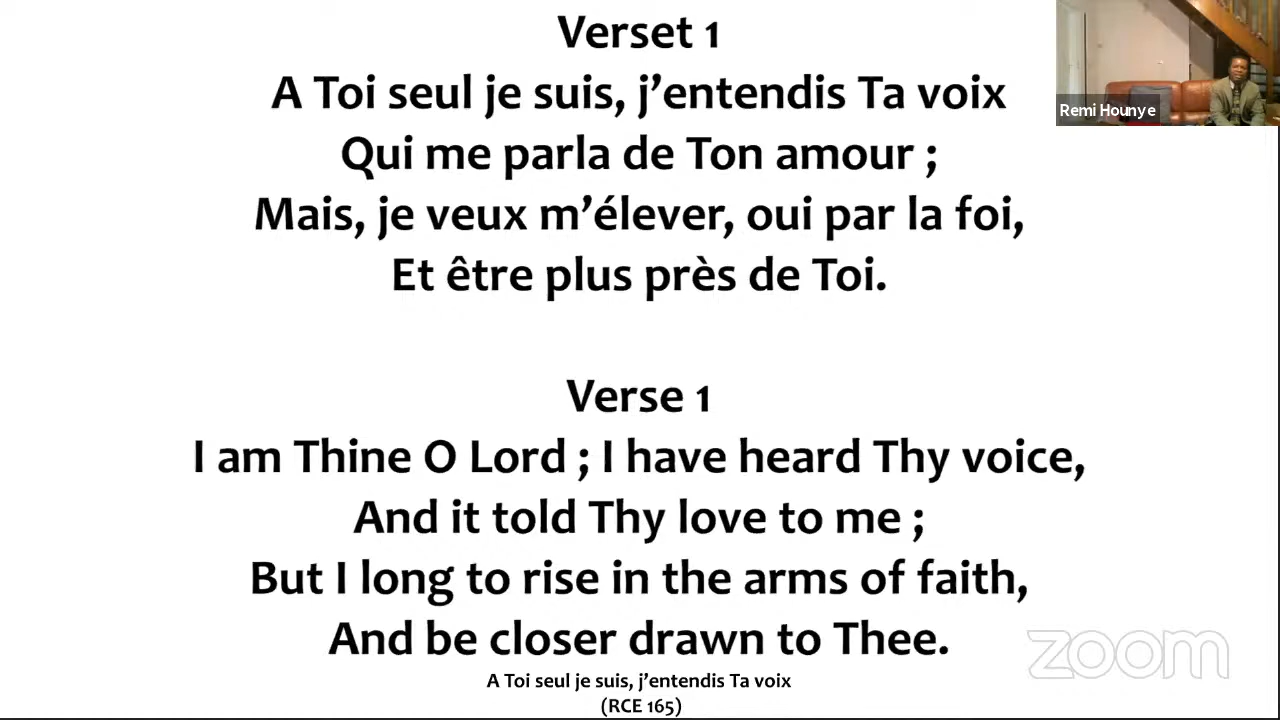 Verset 1
A Toi seul je suis, j’entendis Ta voix
Qui me parla de Ton amour ;
Mais, je veux m’élever, oui par la foi,
Et être plus près de Toi.
Remi Hounye
Verse 1
I am Thine O Lord ; I have heard Thy voice,
And it told Thy love to me ;
But I long to rise in the arms of faith,
And be closer drawn to Thee.
zoom
A Toi seul je suis, j’entendis Ta voix
(RCE 165)